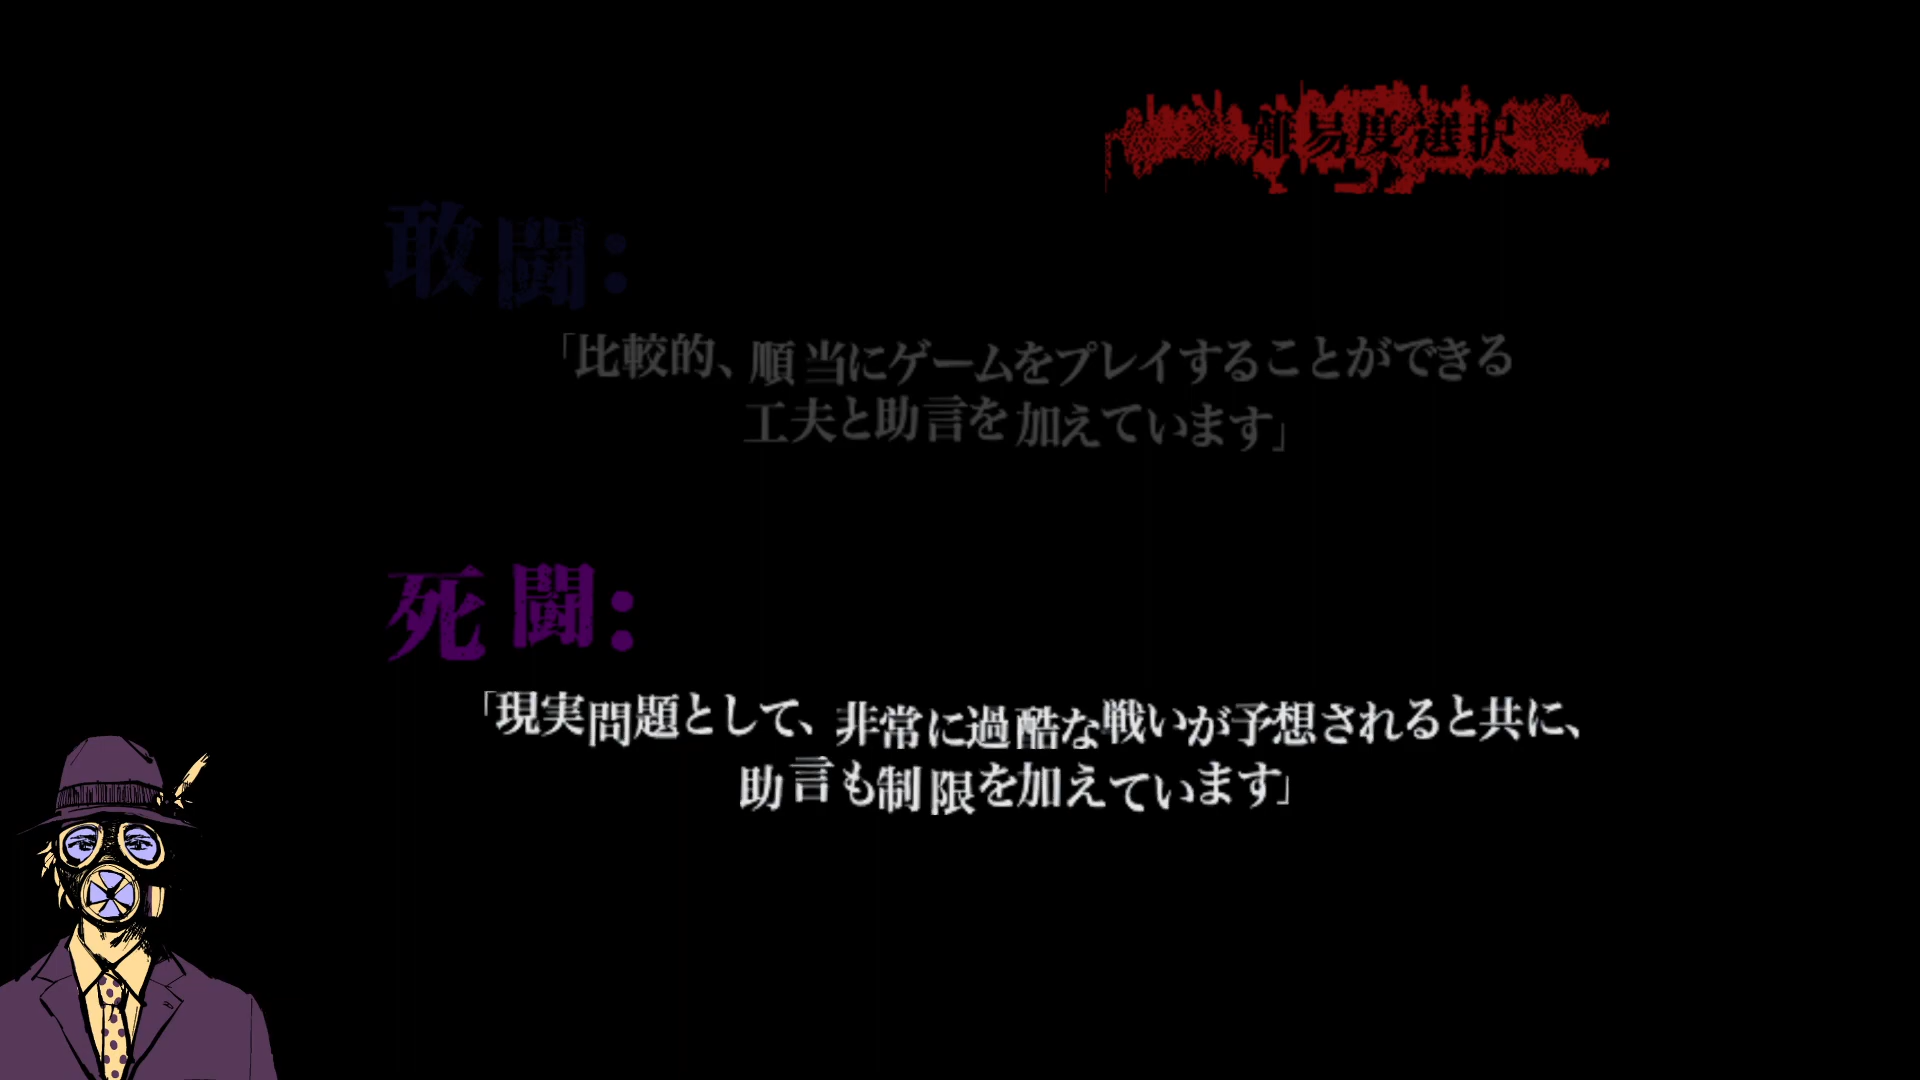 難易度選択
敢闘:
「比較的、順当にゲームをプレイすることができる
工夫と助言を加えています」
死闘:
「現実問題として、非常に過酷な戦いが予想されると共に、
助言も制限を加えています」